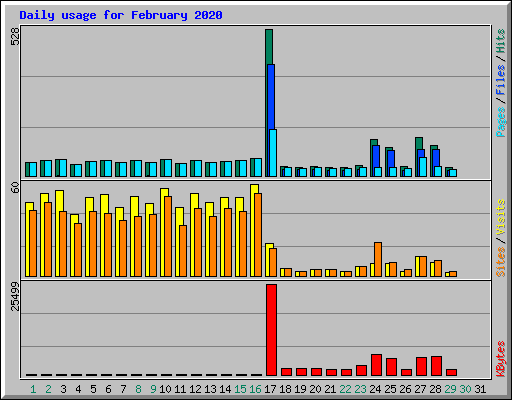 Daily usage for February 2020
528
Pages / Files / Hits
60
Sites / Visits
25499
KBytes
1 2 3 4 5 6 7 8 9 10 11 12 13 14 15 16 17 18 19 20 21 22 23 24 25 26 27 28 29 30 31